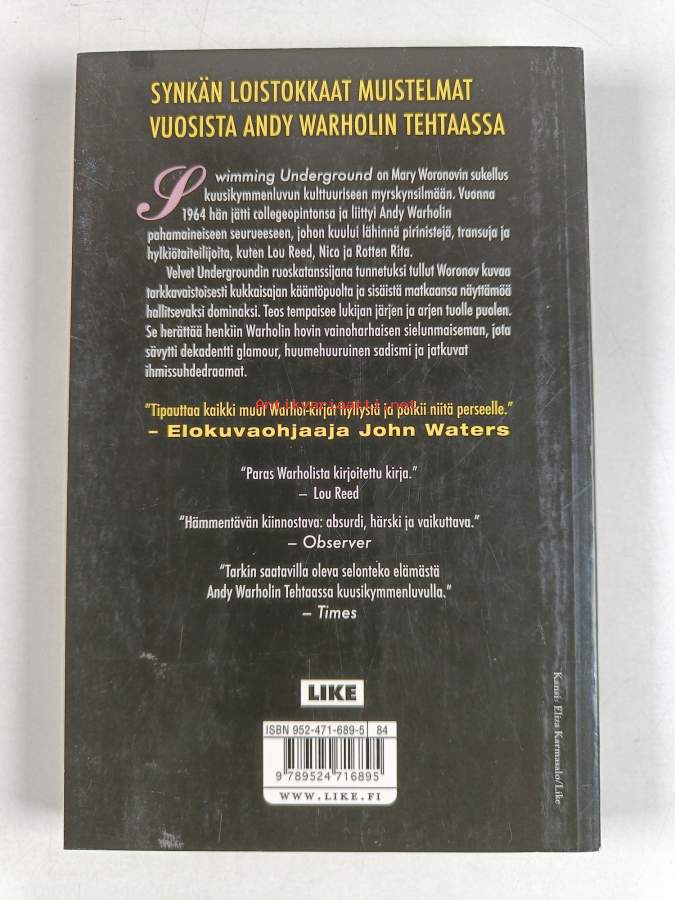 SYNKÄN LOISTOKKAAT MUISTELMAT
VUOSISTA ANDY WARHOLIN TEHTAASSA
Swimming Underground on Mary Woronovin sukellus
kuusikymmenluvun kulttuuriseen myrskynsilmään. Vuonna
1964 hän jätti collegeopintonsa ja liittyi Andy Warholin
pahamaineiseen seurueeseen, johon kuului lähinnä pirinistejä, transuja ja
hylkiötaiteilijoita, kuten Lou Reed, Nico ja Rotten Rita.
Velvet Undergroundin ruoskatanssijana tunnetuksi tullut Woronov kuvaa
tarkkavaistoisesti kukkaisajan kääntöpuolta ja sisäistä matkaansa näyttämöä
hallitsevaksi dominaksi. Teos tempaisee lukijan järjen ja arjen tuolle puolen.
Se herättää henkiin Warholin hovin vainoharhaisen sielunmaiseman, jota
sävytti dekadentti glamour, huumehuuruinen sadismi ja jatkuvat
ihmissuhdedraamat.
antikvariaatti.net
"Tipauttaa kaikki muut Warhol-kirjat hyllystä ja potkii niitä perseelle."
– Elokuvaohjaaja John Waters
"Paras Warholista kirjoitettu kirja."
– Lou Reed
"Hämmentävän kiinnostava: absurdi, härski ja vaikuttava."
– Observer
"Tarkin saatavilla oleva selonteko elämästä
Andy Warholin Tehtaassa kuusikymmenluvulla."
– Times
LIKE
ISBN 952-471-689-5 84
9 789524 716895
WWW.LIKE.FI
Kansi: Eliza Karmasalo/Like